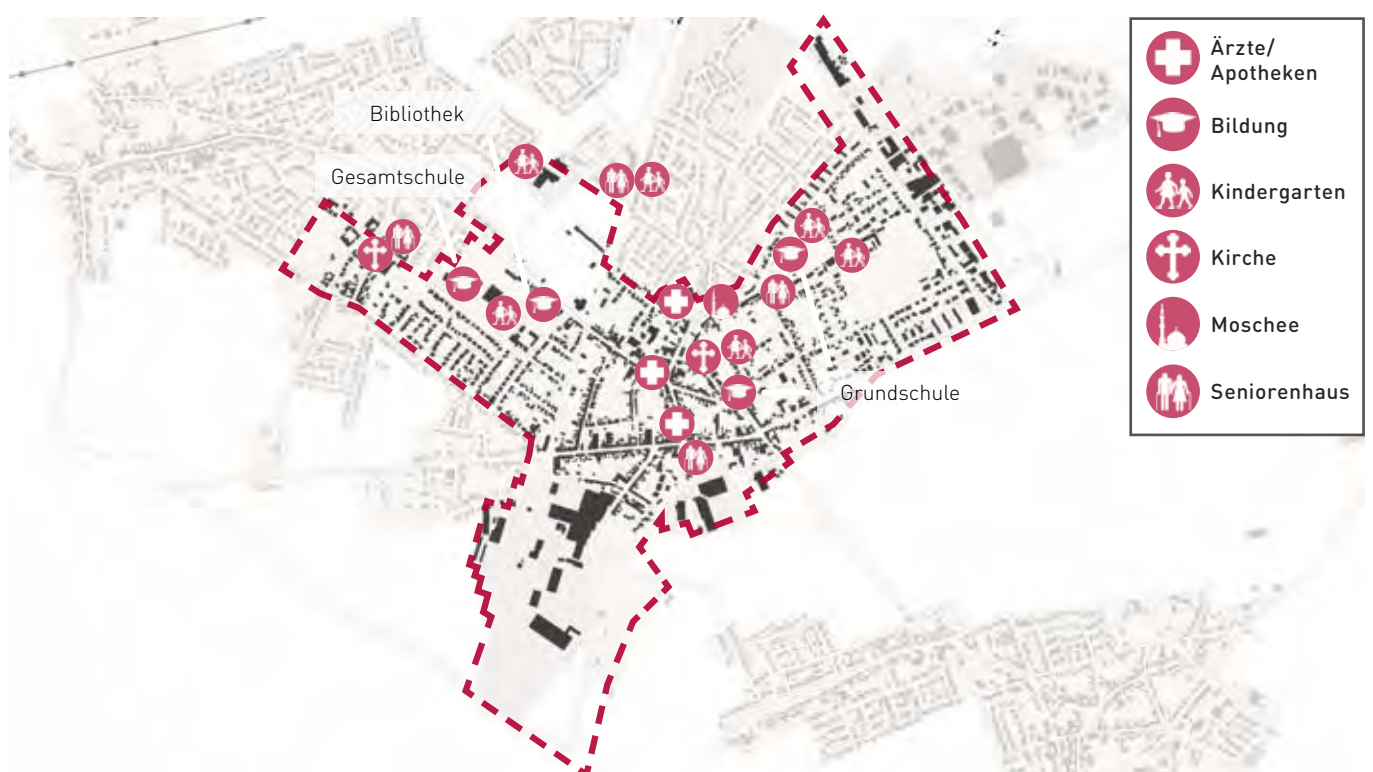 Bibliothek
Gesamtschule
Grundschule
Ärzte/
Apotheken
Bildung
Kindergarten
Kirche
Moschee
Seniorenhaus